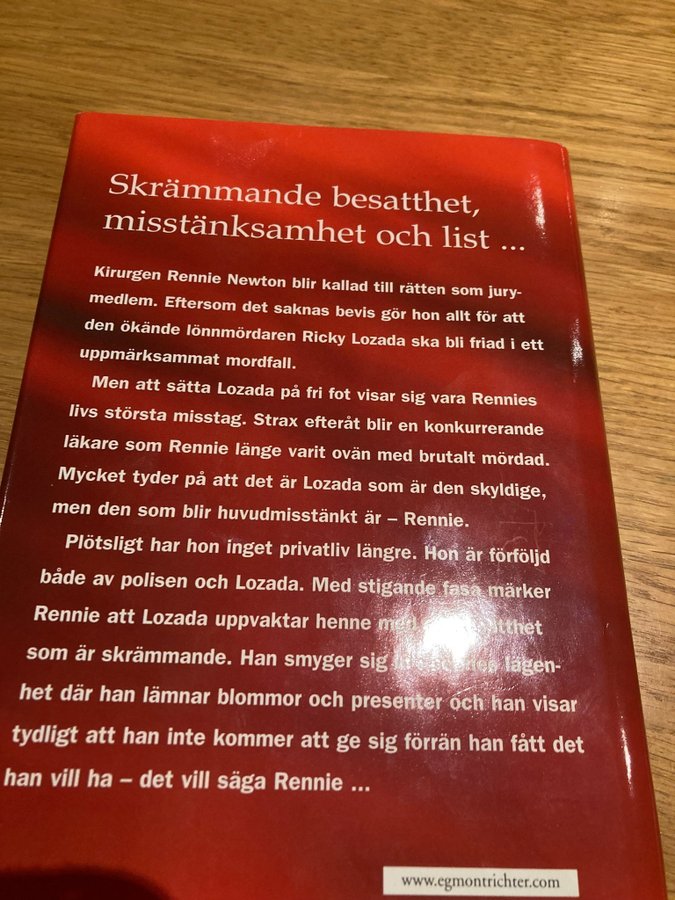 Skrämmande besatthet,
misstänksamhet och list ...
Kirurgen Rennie Newton blir kallad till rätten som jury-
medlem. Eftersom det saknas bevis gör hon allt för att
den ökände lönnmördaren Ricky Lozada ska bli friad i ett
uppmärksammat mordfall.
Men att sätta Lozada på fri fot visar sig vara Rennies
livs största misstag. Strax efteråt blir en konkurrerande
läkare som Rennie länge varit ovän med brutalt mördad.
Mycket tyder på att det är Lozada som är den skyldige,
men den som blir huvudmisstänkt är – Rennie.
Plötsligt har hon inget privatliv längre. Hon är förföljd
både av polisen och Lozada. Med stigande fasa märker
Rennie att Lozada uppvaktar henne
som är skrämmande. Han smyger sig lägen-
het där han lämnar blommor och presenter och han visar
tydligt att han inte kommer att ge sig förrän han fått det
han vill ha – det vill säga Rennie ...
www.egmontrichter.com